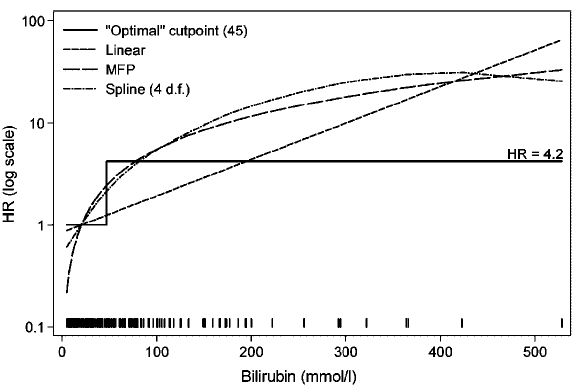 100
"Optimal" cutpoint (45)
Linear
MFP
Spline (4 d.f.)
10
HR = 4.2
HR (log scale)
1
0.1
0 100 200 300 400 500
Bilirubin (mmol/l)